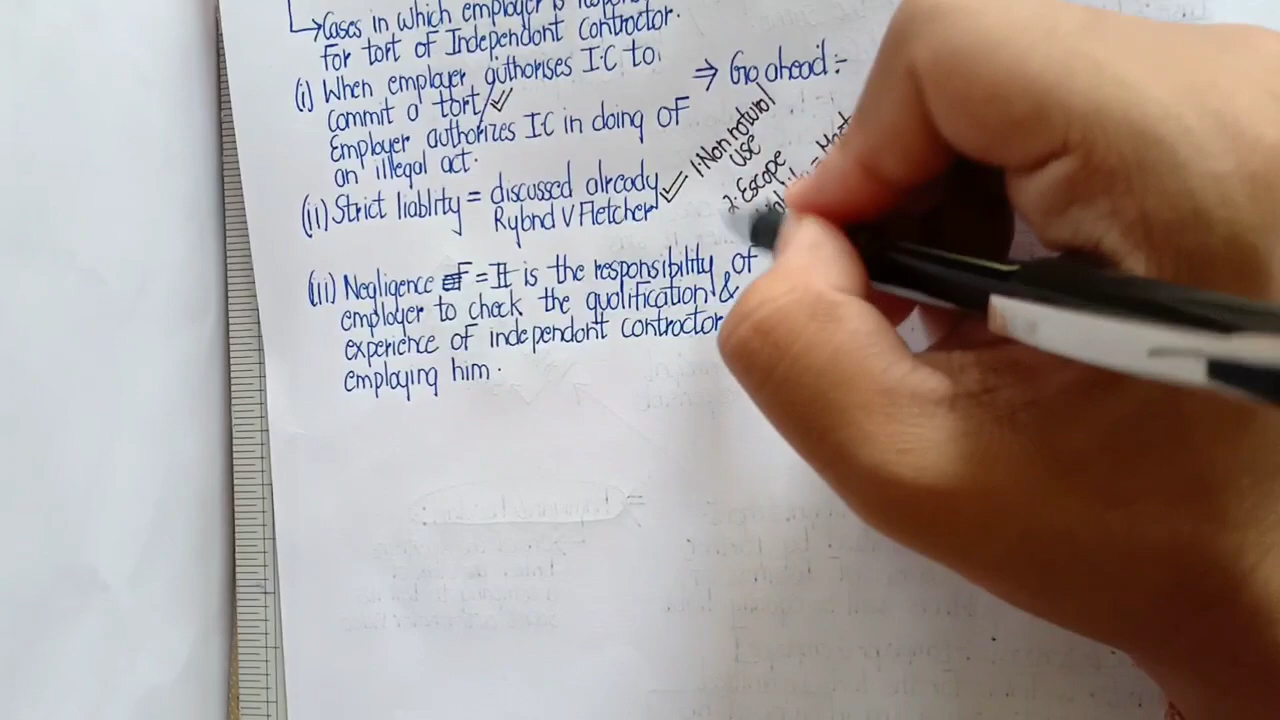 ↳ Cases in which employer is
for tort of Independent Contractor.
(i) When employer authorises I.C to
commit a tort
Employer authorizes IC in doing of
an illegal act.
(ii) Strict liablity = discussed already
Rybnd V Fletcher
(iii) Negligence = It is the responsibility of
employer to check the qualification &
experience of independent contractor
employing him.
⇒ Go ahead :-
1. Non natural
use
2. Escape